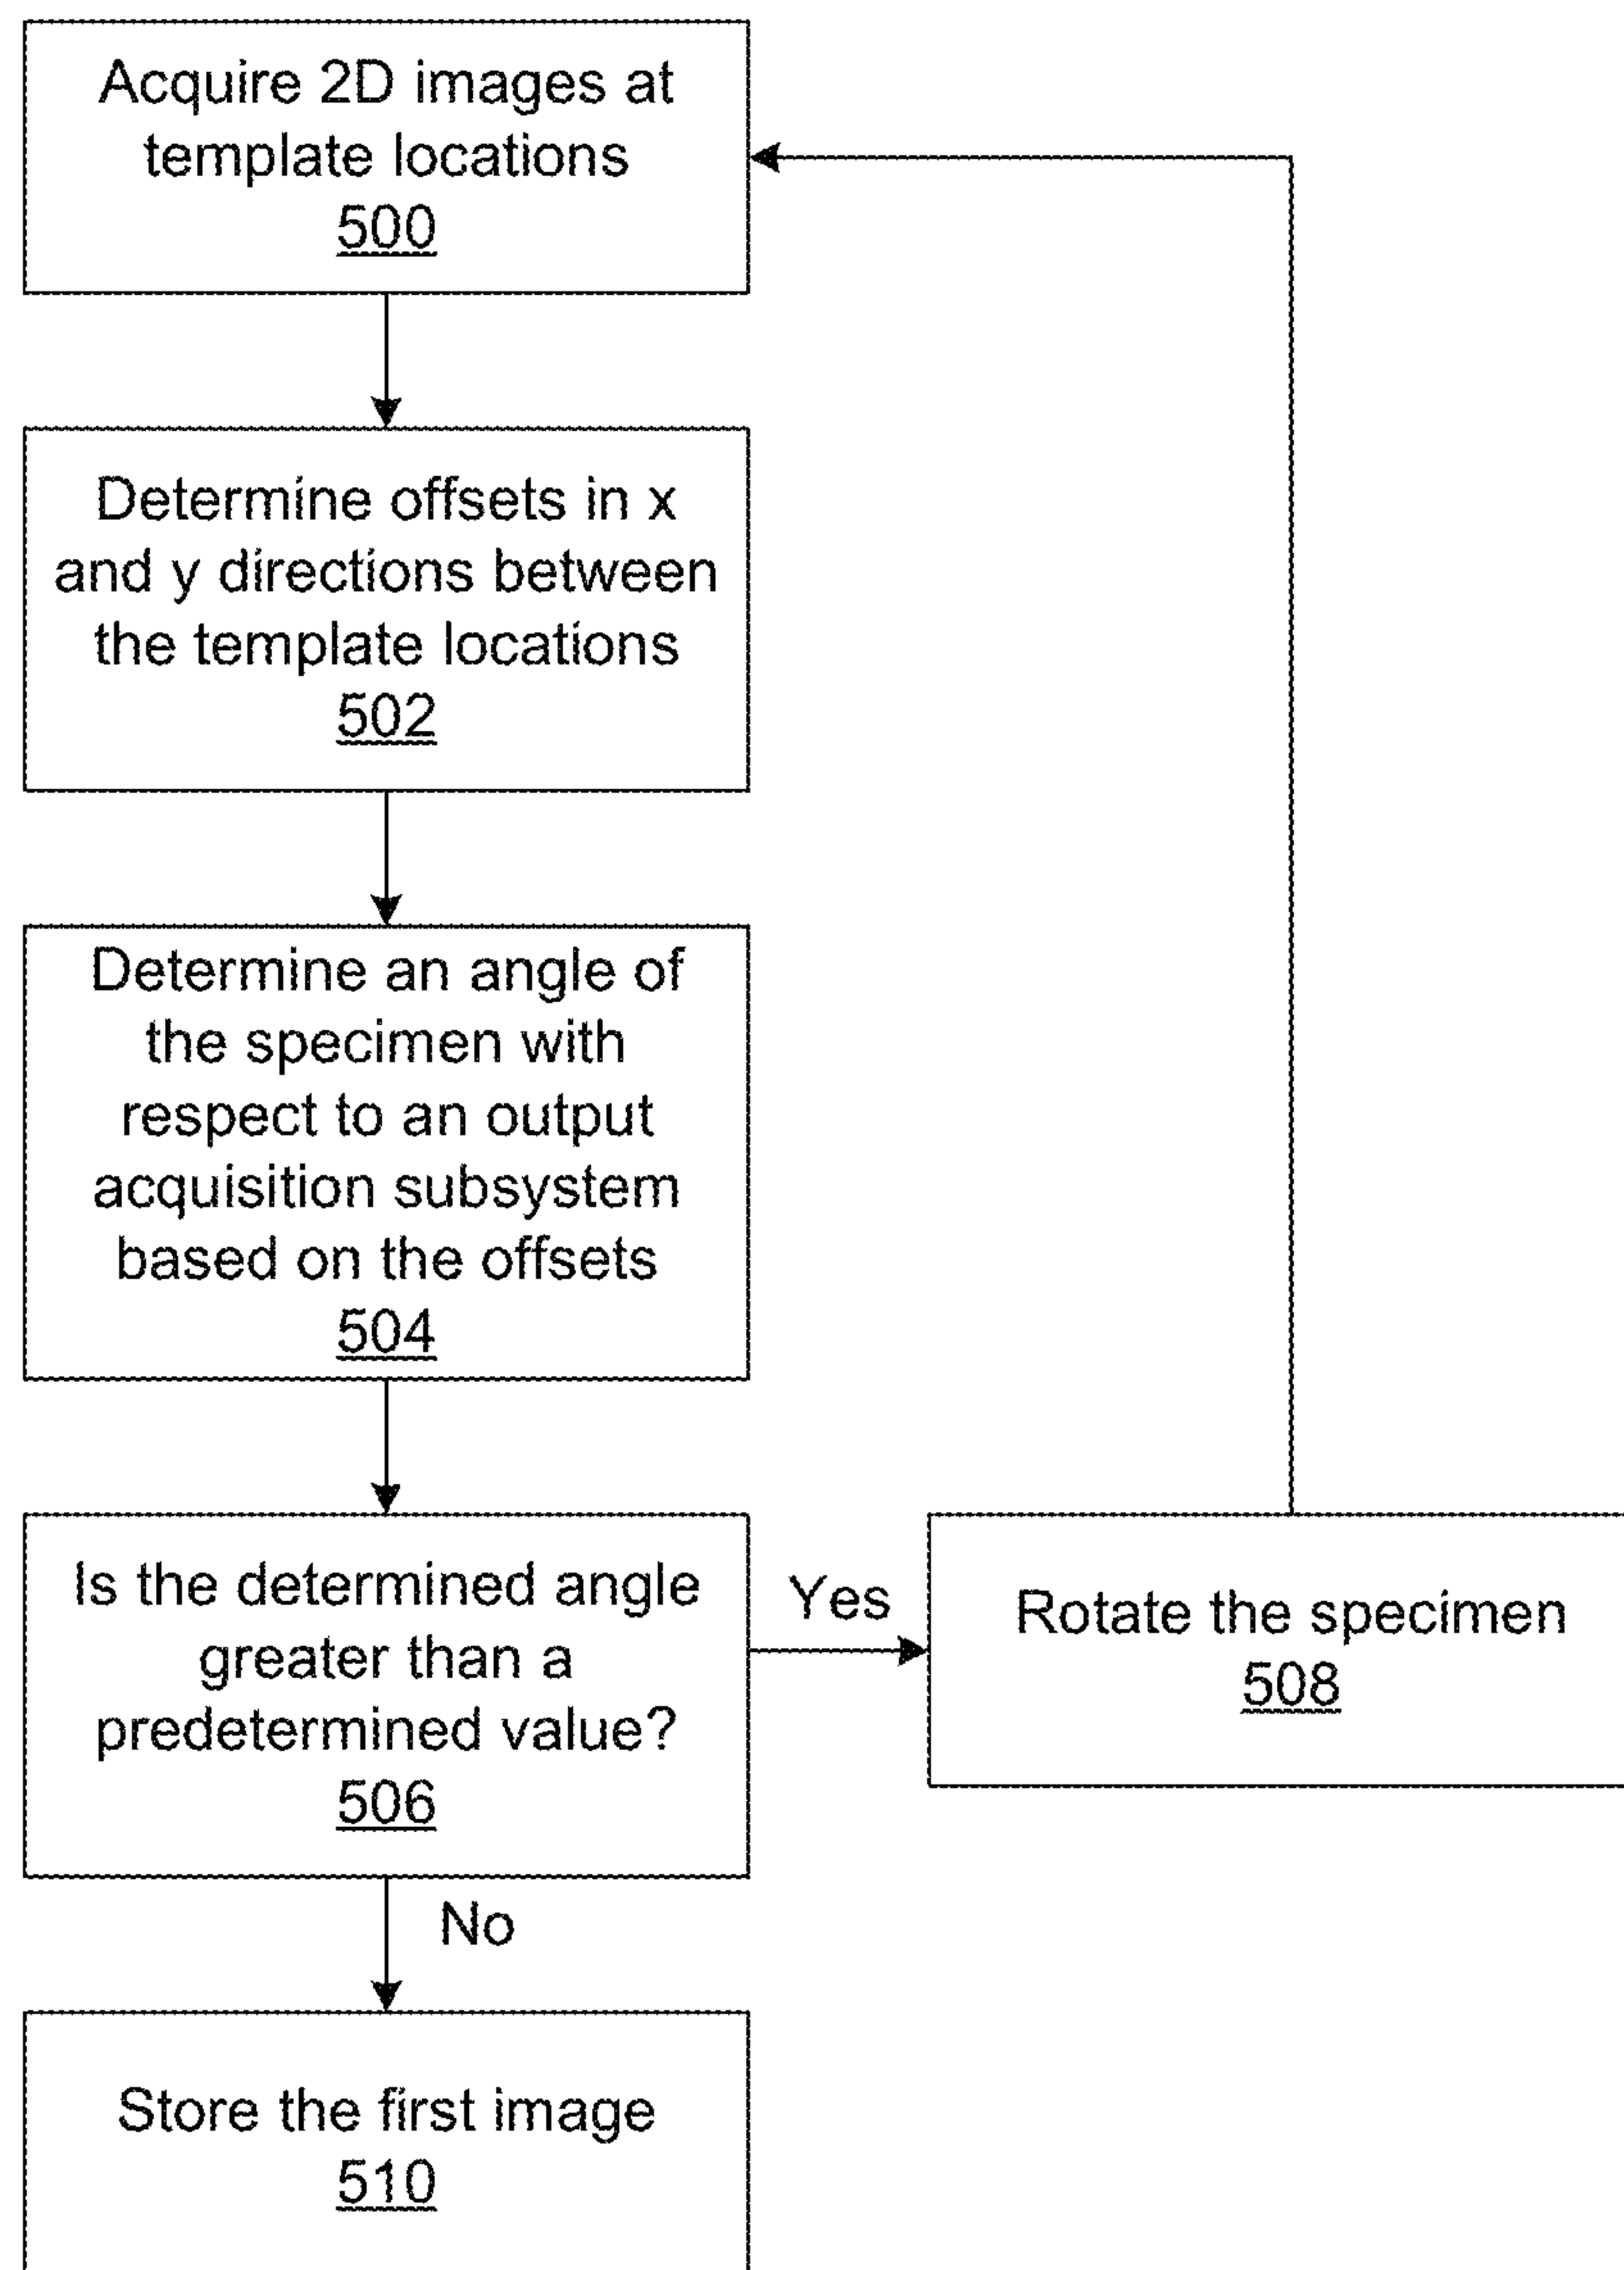 Acquire 2D images at
template locations
500
Determine offsets in x
and y directions between
the template locations
502
Determine an angle of
the specimen with
respect to an output
acquisition subsystem
based on the offsets
504
Is the determined angle
greater than a
predetermined value?
506
Yes
Rotate the specimen
508
No
Store the first image
510